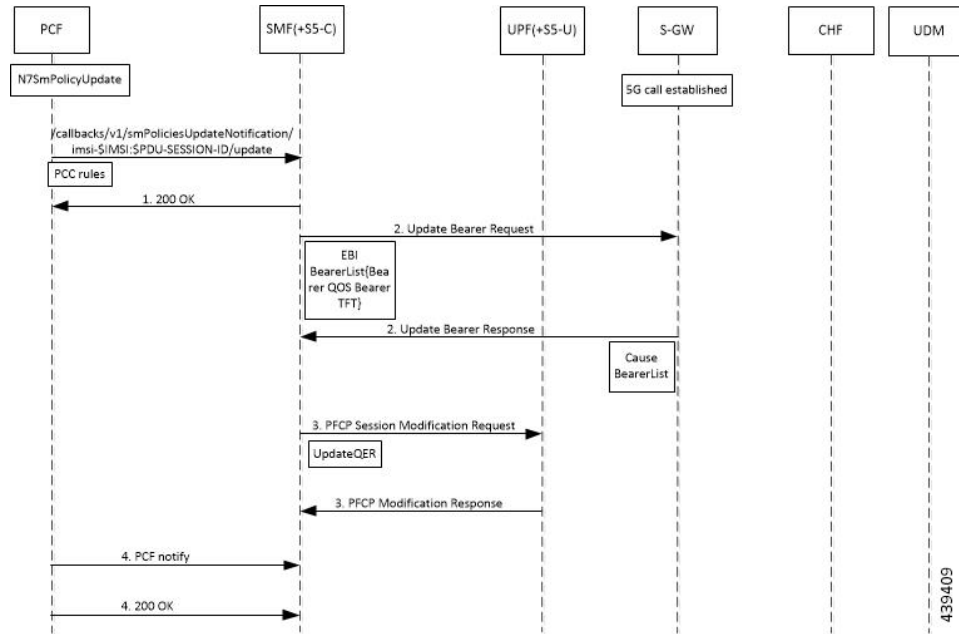 PCF
SMF(+S5-C)
UPF(+S5-U)
S-GW
CHF
UDM
N7SmPolicyUpdate
5G call established
/callbacks/v1/smPoliciesUpdateNotification/
imsi-$IMSI:$PDU-SESSION-ID/update
PCC rules
1. 200 OK
2. Update Bearer Request
EBI
BearerList{Bea
rer QOS Bearer
TFT}
2. Update Bearer Response
Cause
BearerList
3. PFCP Session Modification Request
UpdateQER
3. PFCP Modification Response
4. PCF notify
4. 200 OK
439409